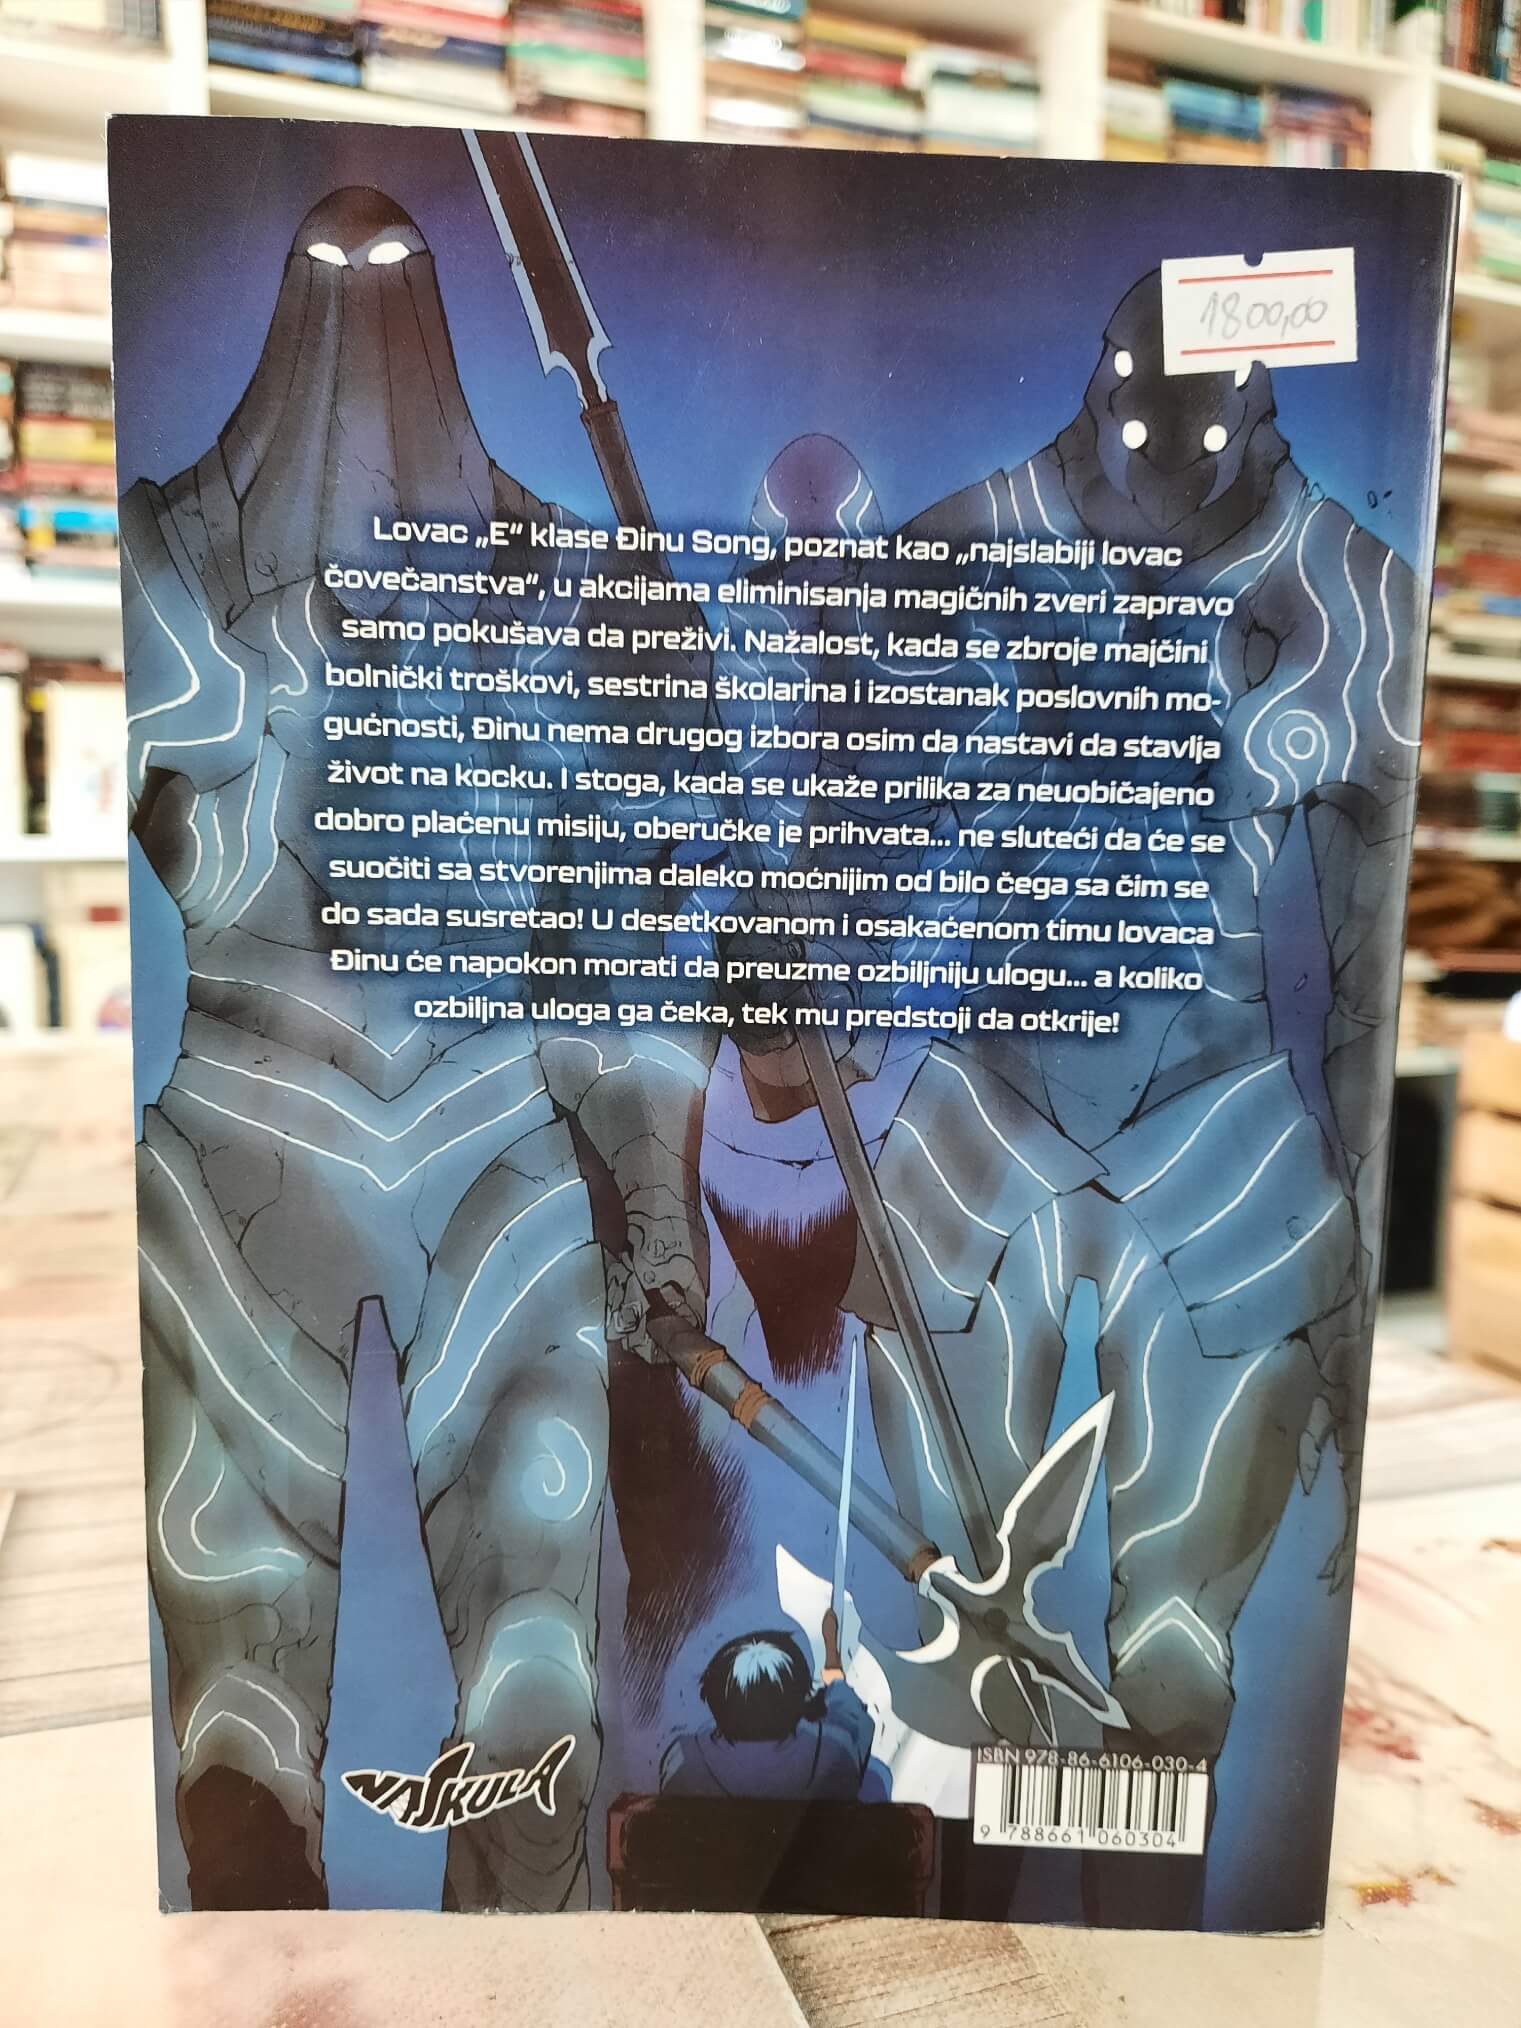 1800,00
Lovac „E“ klase Đinu Song, poznat kao „najslabiji lovac
čovečanstva“, u akcijama eliminisanja magičnih zveri zapravo
samo pokušava da preživi. Nažalost, kada se zbroje majčini
bolnički troškovi, sestrina školarina i izostanak poslovnih mo-
gućnosti, Đinu nema drugog izbora osim da nastavi da stavlja
život na kocku. I stoga, kada se ukaže prilika za neuobičajeno
dobro plaćenu misiju, oberučke je prihvata... ne sluteći da će se
suočiti sa stvorenjima daleko moćnijim od bilo čega sa čim se
do sada susretao! U desetkovanom i osakaćenom timu lovaca
Đinu će napokon morati da preuzme ozbiljniju ulogu... a koliko
ozbiljna uloga ga čeka, tek mu predstoji da otkrije!
ISBN 978-86-6106-030-4
9 788661 060304